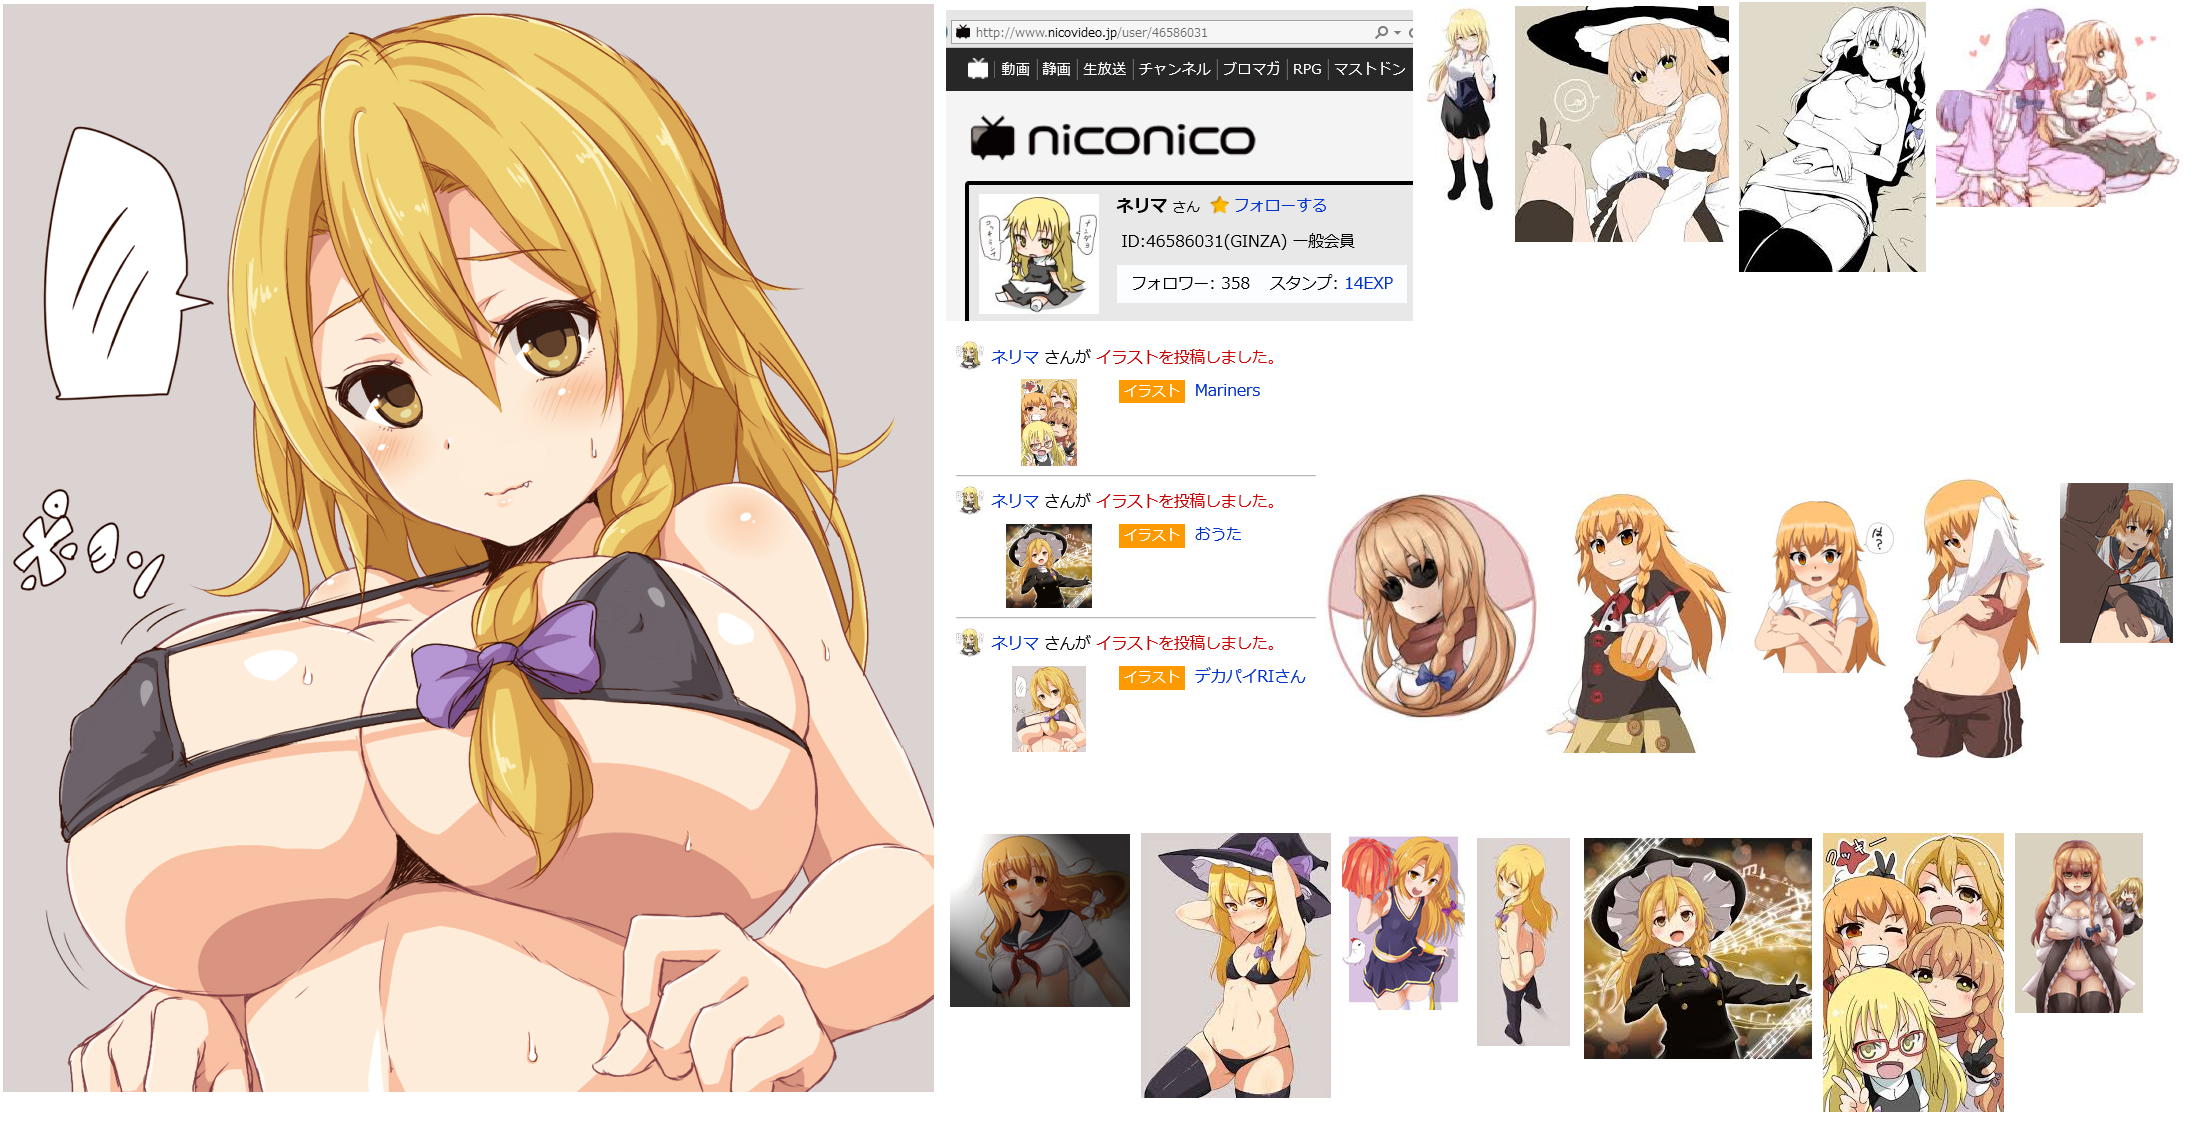 ボヨン
http://www.nicovideo.jp/user/46586031
動画 静画 生放送 チャンネル ブロマガ RPG マストドン
niconico
ネリマ さん フォローする
ID:46586031(GINZA) 一般会員
フォロワー: 358 スタンプ: 14EXP
ネリマ さんが イラストを投稿しました。
イラスト Mariners
ネリマ さんが イラストを投稿しました。
イラスト おうた
ネリマ さんが イラストを投稿しました。
イラスト デカパイRIさん
は?
クッキー